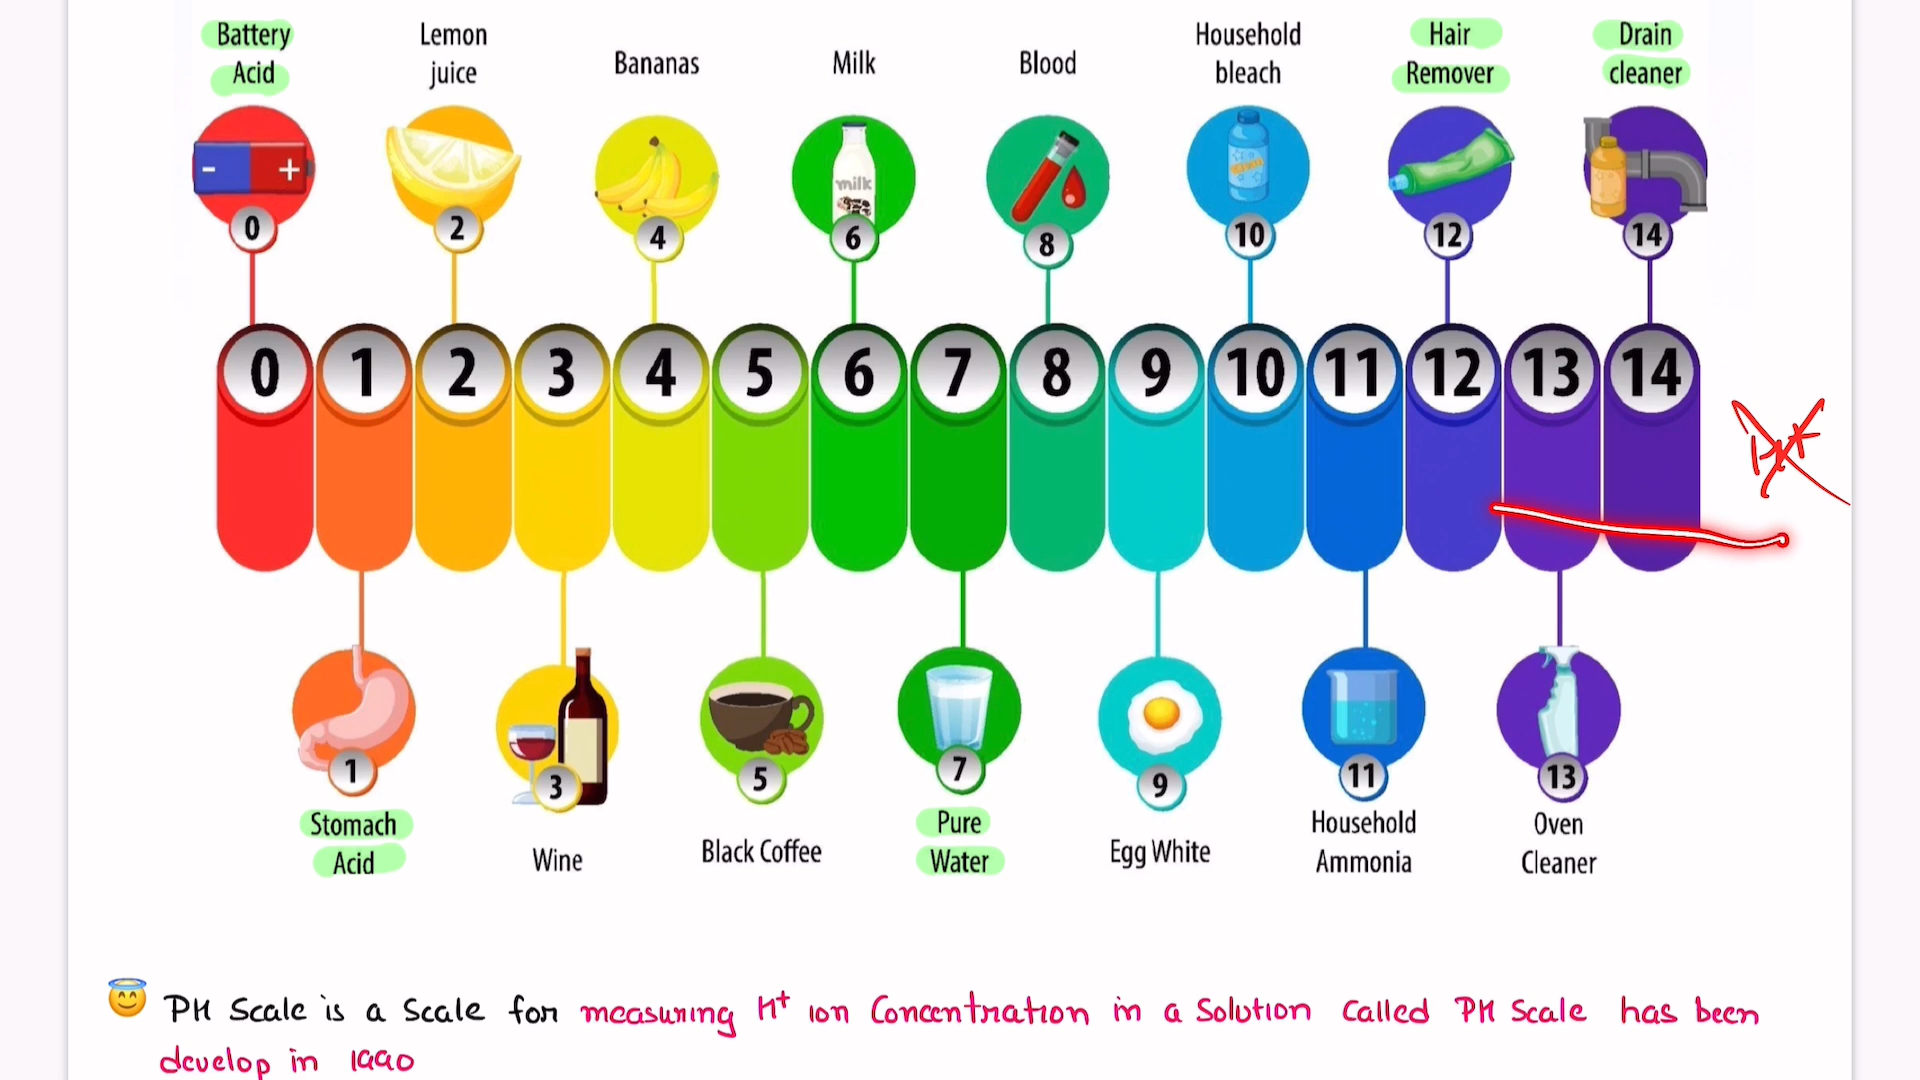 Battery Acid
Lemon juice
Bananas
Milk
Blood
Household bleach
Hair Remover
Drain cleaner
- +
milk
0 2 4 6 8 10 12 14
0 1 2 3 4 5 6 7 8 9 10 11 12 13 14
1 3 5 7 9 11 13
Stomach Acid
Wine
Black Coffee
Pure Water
Egg White
Household Ammonia
Oven Cleaner
PH Scale is a Scale for measuring H+ ion Concentration in a Solution Called PH Scale has been
develop in 1990